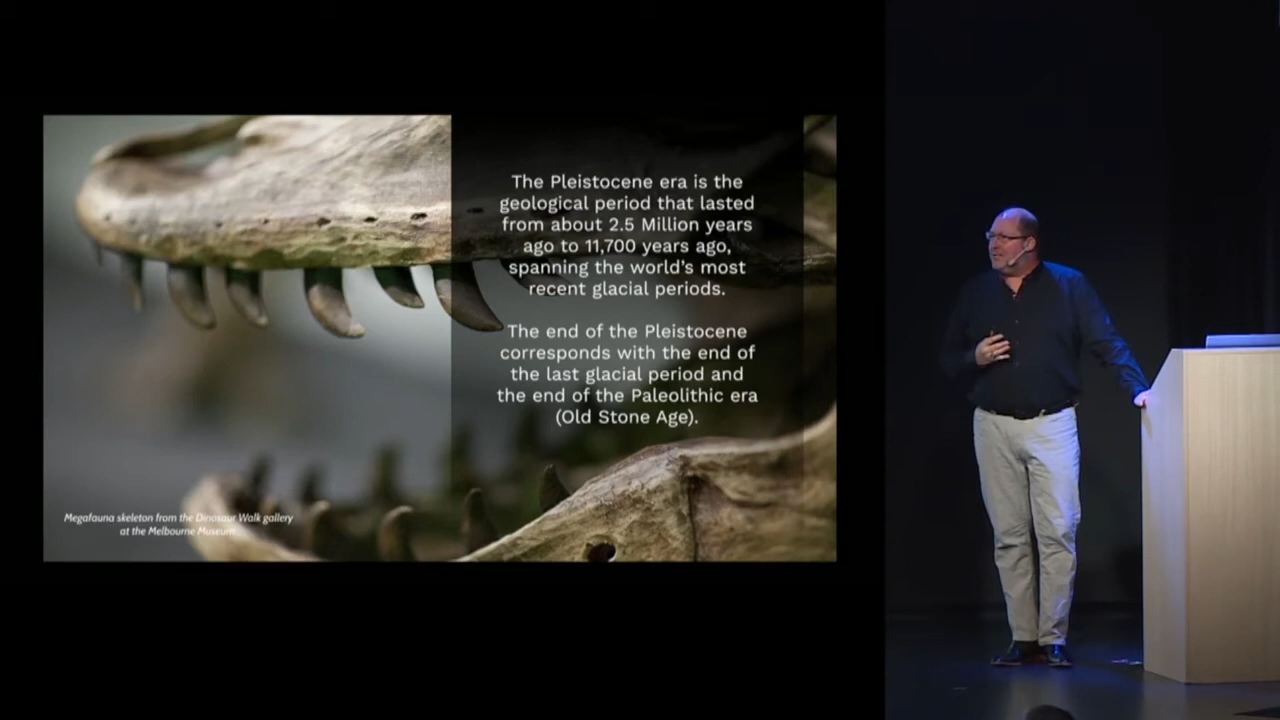 The Pleistocene era is the
geological period that lasted
from about 2.5 Million years
ago to 11,700 years ago,
spanning the world's most
recent glacial periods.
The end of the Pleistocene
corresponds with the end of
the last glacial period and
the end of the Paleolithic era
(Old Stone Age).
Megafauna skeleton from the Dinosaur Walk gallery
at the Melbourne Museum